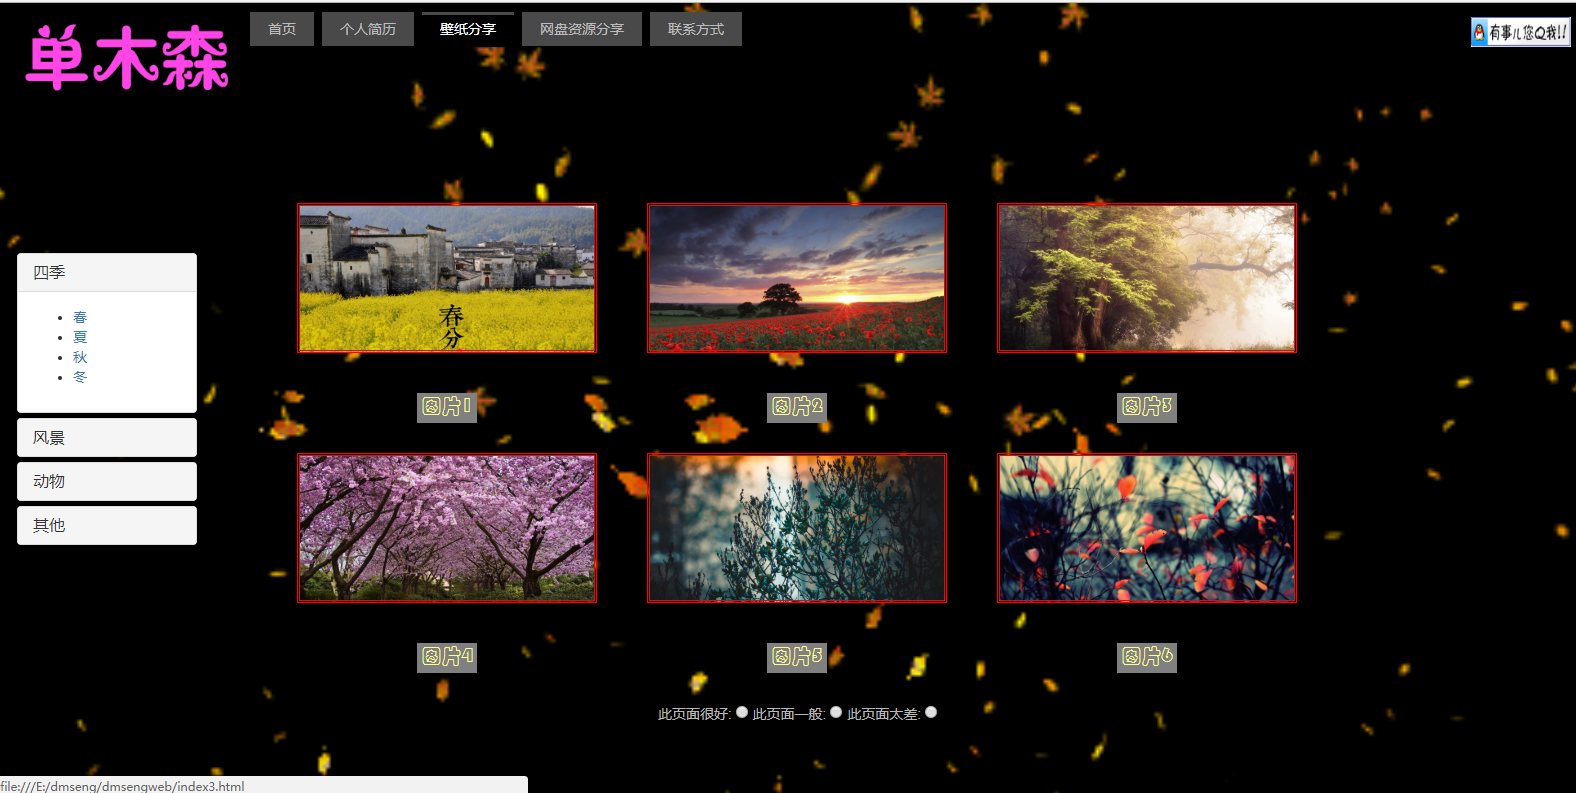 单木森
首页 个人简历 壁纸分享 网盘资源分享 联系方式
有事儿您Q我!!
四季
春
夏
秋
冬
风景
动物
其他
春分
图片1 图片2 图片3
图片4 图片5 图片6
此页面很好: 此页面一般: 此页面太差:
file:///E:/dmseng/dmsengweb/index3.html